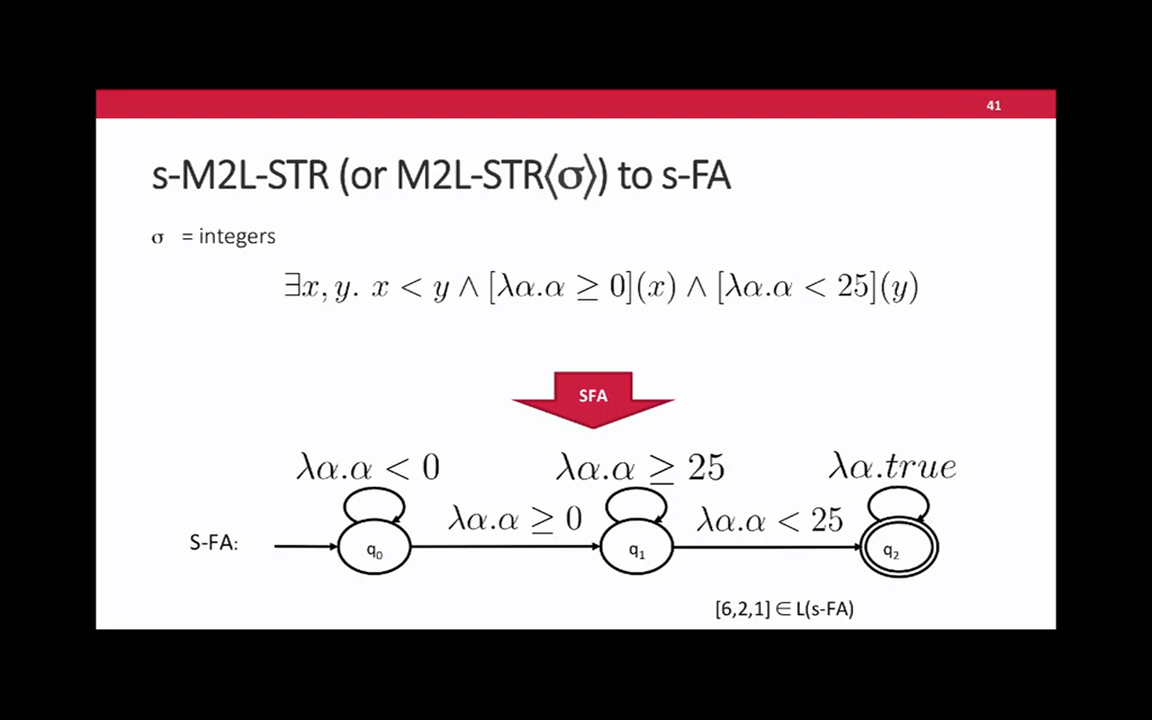 41
s-M2L-STR (or M2L-STR⟨σ⟩) to s-FA
σ = integers
∃x, y. x < y ∧ [λα.α ≥ 0](x) ∧ [λα.α < 25](y)
SFA
λα.α < 0 λα.α ≥ 25 λα.true
λα.α ≥ 0 λα.α < 25
S-FA: q₀ q₁ q₂
[6,2,1] ∈ L(s-FA)